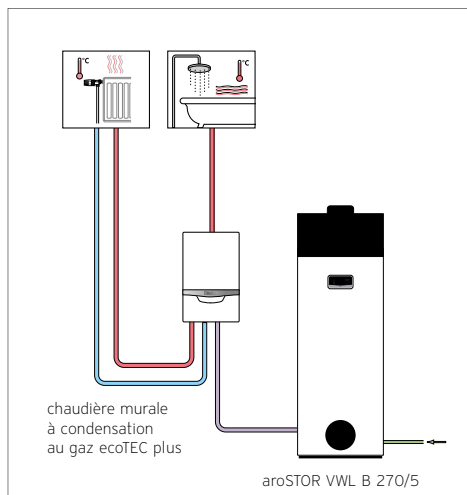 °C
°C
chaudière murale
à condensation
au gaz ecoTEC plus
aroSTOR VWL B 270/5